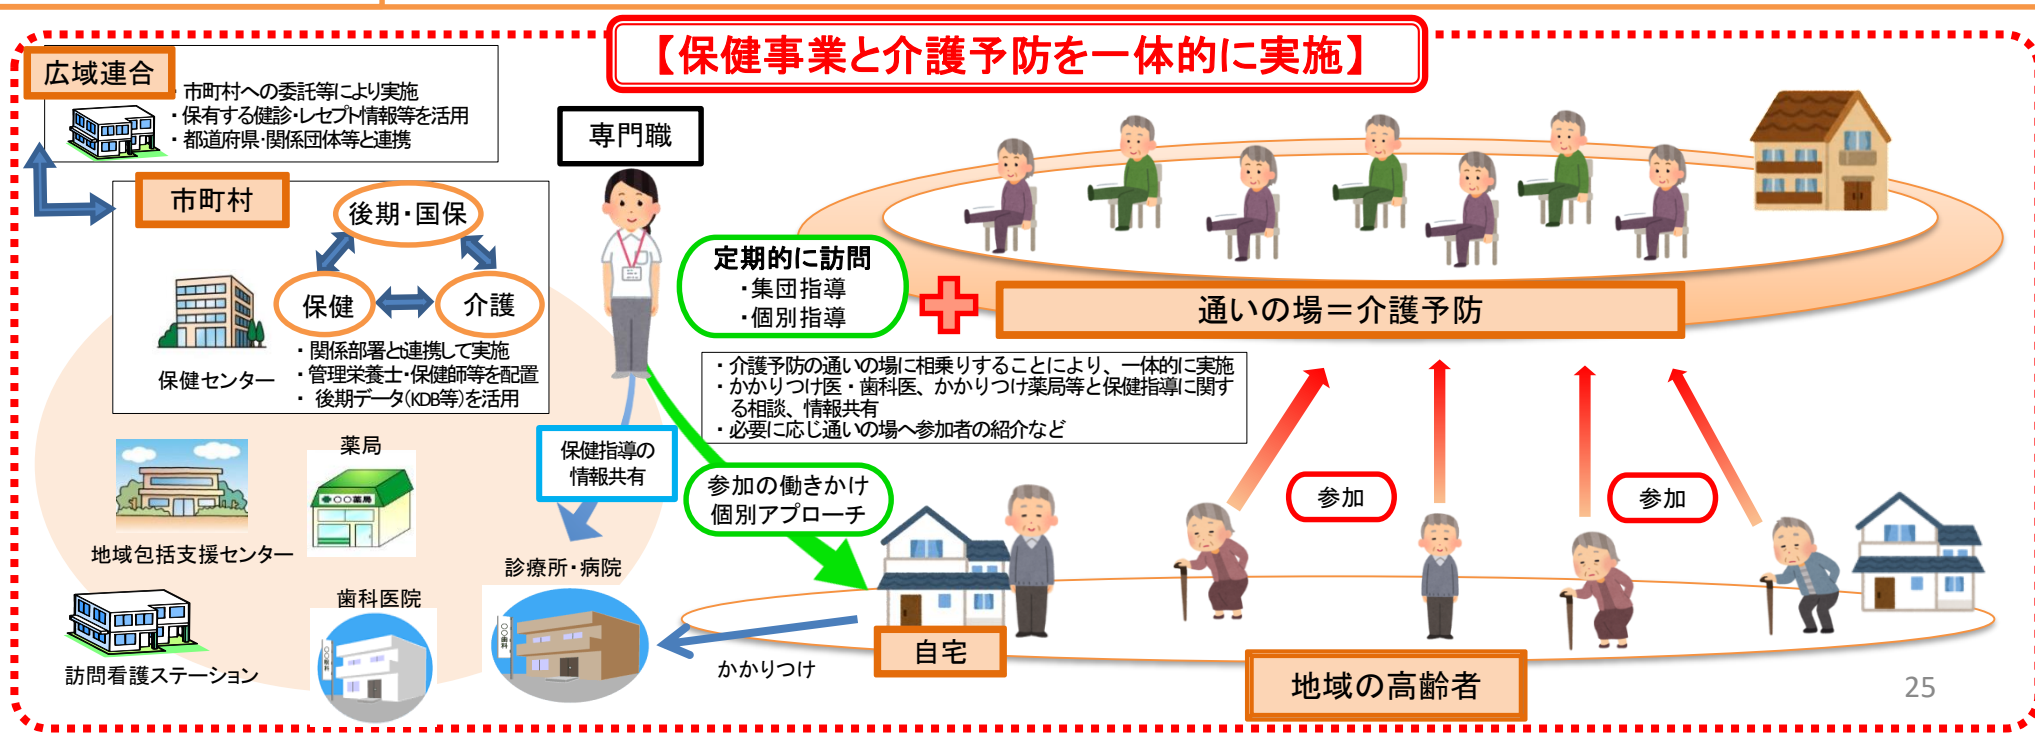 【保健事業と介護予防を一体的に実施】
広域連合
・ 市町村への委託等により実施
・保有する健診・レセプト情報等を活用
・ 都道府県・関係団体等と連携
市町村
後期・国保
保健
介護
保健センター
・ 関係部署と連携して実施
・ 管理栄養士・保健師等を配置
・ 後期データ(KDB等)を活用
専門職
定期的に訪問
・集団指導
・個別指導
通いの場＝介護予防
・介護予防の通いの場に相乗りすることにより、一体的に実施
・かかりつけ医・歯科医、かかりつけ薬局等と保健指導に関す
る相談、情報共有
・必要に応じ通いの場へ参加者の紹介など
保健指導の
情報共有
参加の働きかけ
個別アプローチ
参加
参加
薬局
〇〇薬局
地域包括支援センター
診療所・病院
歯科医院
訪問看護ステーション
かかりつけ
自宅
地域の高齢者
25